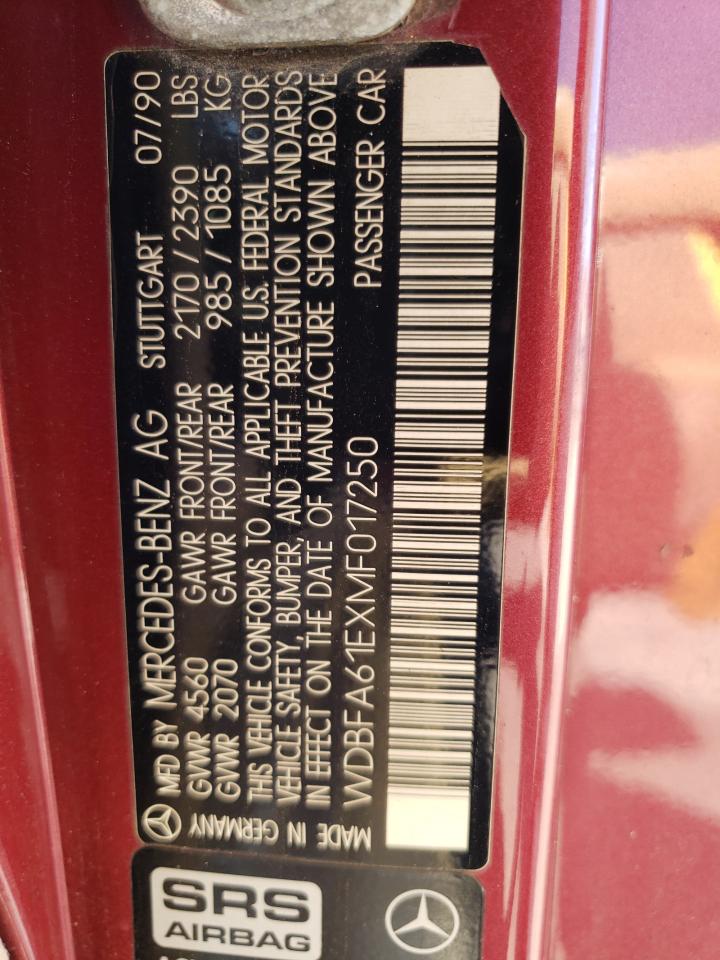 MFD BY MERCEDES-BENZ AG STUTTGART 07/90
GVWR 4560 GAWR FRONT/REAR 2170 / 2390 LBS
GVWR 2070 GAWR FRONT/REAR 985 / 1085 KG
THIS VEHICLE CONFORMS TO ALL APPLICABLE U.S. FEDERAL MOTOR
VEHICLE SAFETY, BUMPER, AND THEFT PREVENTION STANDARDS
IN EFFECT ON THE DATE OF MANUFACTURE SHOWN ABOVE
WDBFA61EXMF017250 PASSENGER CAR
MADE IN GERMANY
SRS
AIRBAG